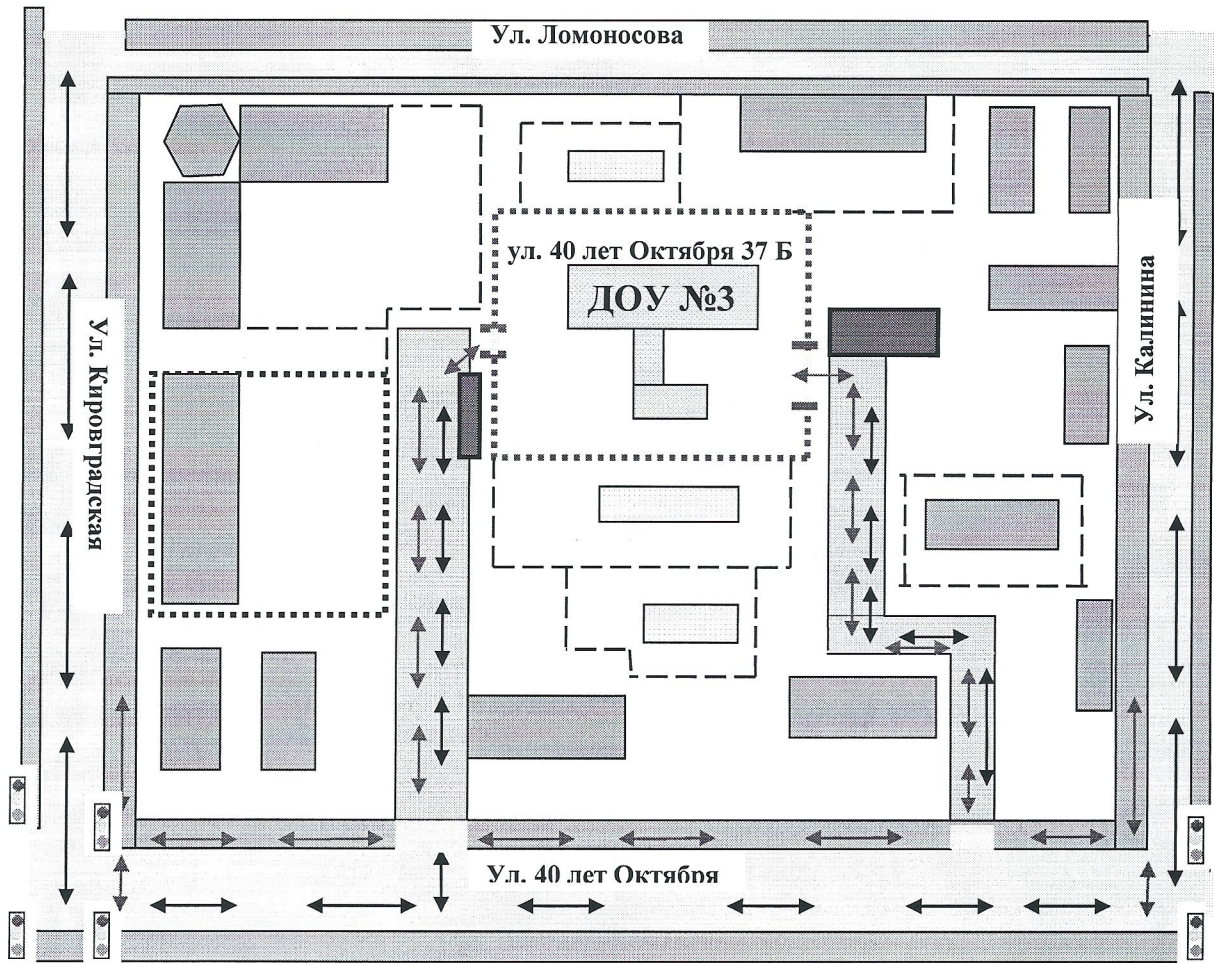 Ул. Ломоносова
ул. 40 лет Октября 37 Б
ДОУ №3
Ул. Кировградская
Ул. Калинина
Ул. 40 лет Октября